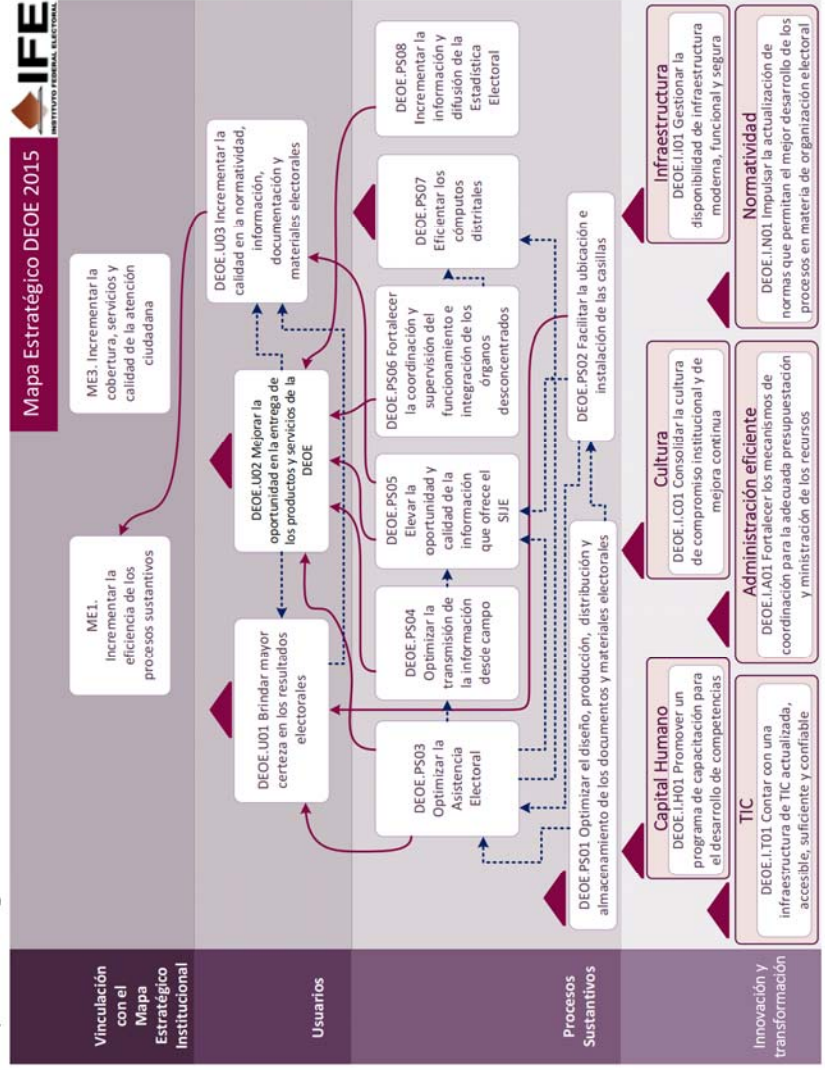 Mapa Estratégico DEOE 2015
IFE
INSTITUTO FEDERAL ELECTORAL
Vinculación
con el
Mapa
Estratégico
Institucional
ME1.
Incrementar la
eficiencia de los
procesos sustantivos
ME3. Incrementar la
cobertura, servicios y
calidad de la atención
ciudadana
Usuarios
DEOE.U01 Brindar mayor
certeza en los resultados
electorales
DEOE.U02 Mejorar la
oportunidad en la entrega de
los productos y servicios de la
DEOE
DEOE.U03 Incrementar la
calidad en la normatividad,
información,
documentación y
materiales electorales
Procesos
Sustantivos
DEOE.PS03
Optimizar la
Asistencia
Electoral
DEOE.PS04
Optimizar la
transmisión de
la información
desde campo
DEOE.PS05
Elevar la
oportunidad y
calidad de la
información
que ofrece el
SIJE
DEOE.PS06 Fortalecer
la coordinación y
supervisión del
funcionamiento e
integración de los
órganos
desconcentrados
DEOE.PS07
Eficientar los
cómputos
distritales
DEOE.PS08
Incrementar la
información y
difusión de la
Estadística
Electoral
DEOE.PS01 Optimizar el diseño, producción, distribución y
almacenamiento de los documentos y materiales electorales
DEOE.PS02 Facilitar la ubicación e
instalación de las casillas
Innovación y
transformación
Capital Humano
DEOE.I.H01 Promover un
programa de capacitación para
el desarrollo de competencias
Cultura
DEOE.I.C01 Consolidar la cultura
de compromiso institucional y de
mejora continua
Infraestructura
DEOE.I.I01 Gestionar la
disponibilidad de infraestructura
moderna, funcional y segura
TIC
DEOE.I.T01 Contar con una
infraestructura de TIC actualizada,
accesible, suficiente y confiable
Administración eficiente
DEOE.I.A01 Fortalecer los mecanismos de
coordinación para la adecuada presupuestación
y ministración de los recursos
Normatividad
DEOE.I.N01 Impulsar la actualización de
normas que permitan el mejor desarrollo de los
procesos en materia de organización electoral